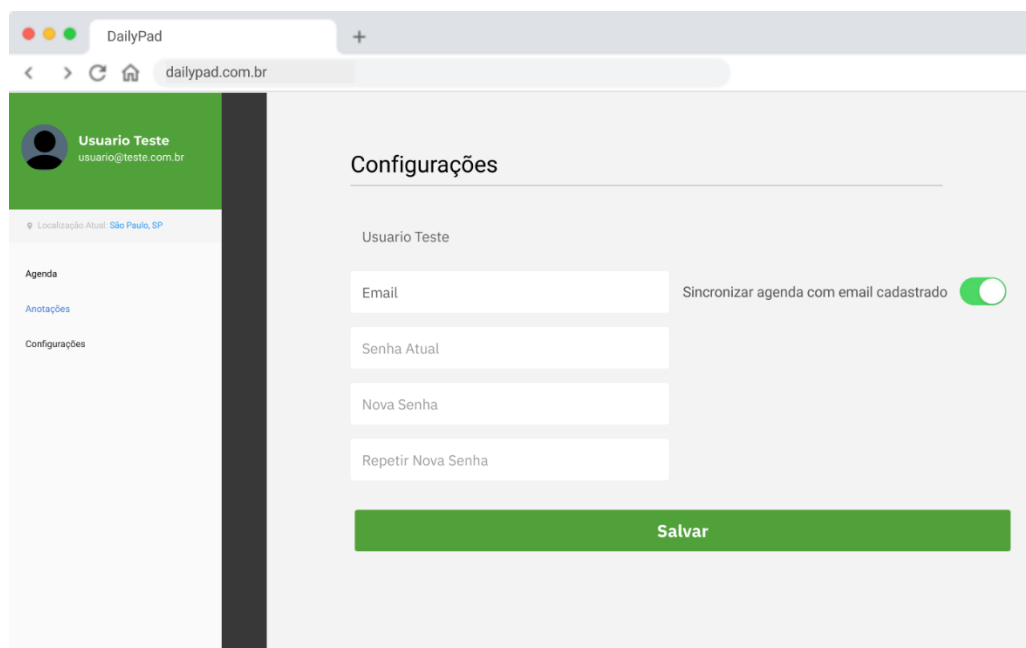 DailyPad
dailypad.com.br
Usuario Teste
usuario@teste.com.br
Localização Atual: São Paulo, SP
Agenda
Anotações
Configurações
Configurações
Usuario Teste
Email
Sincronizar agenda com email cadastrado
Senha Atual
Nova Senha
Repetir Nova Senha
Salvar